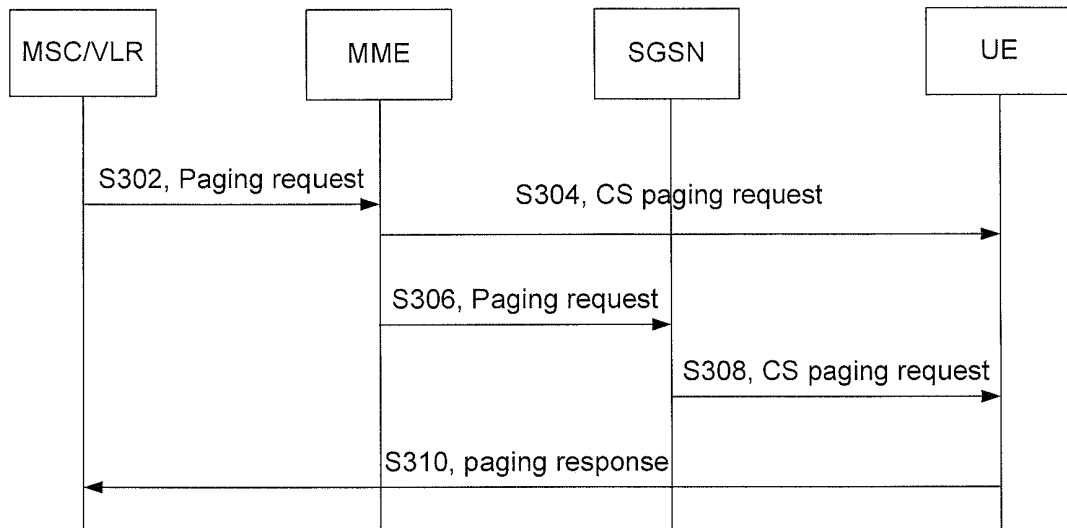 MSC/VLR
MME
SGSN
UE
S302, Paging request
S304, CS paging request
S306, Paging request
S308, CS paging request
S310, paging response